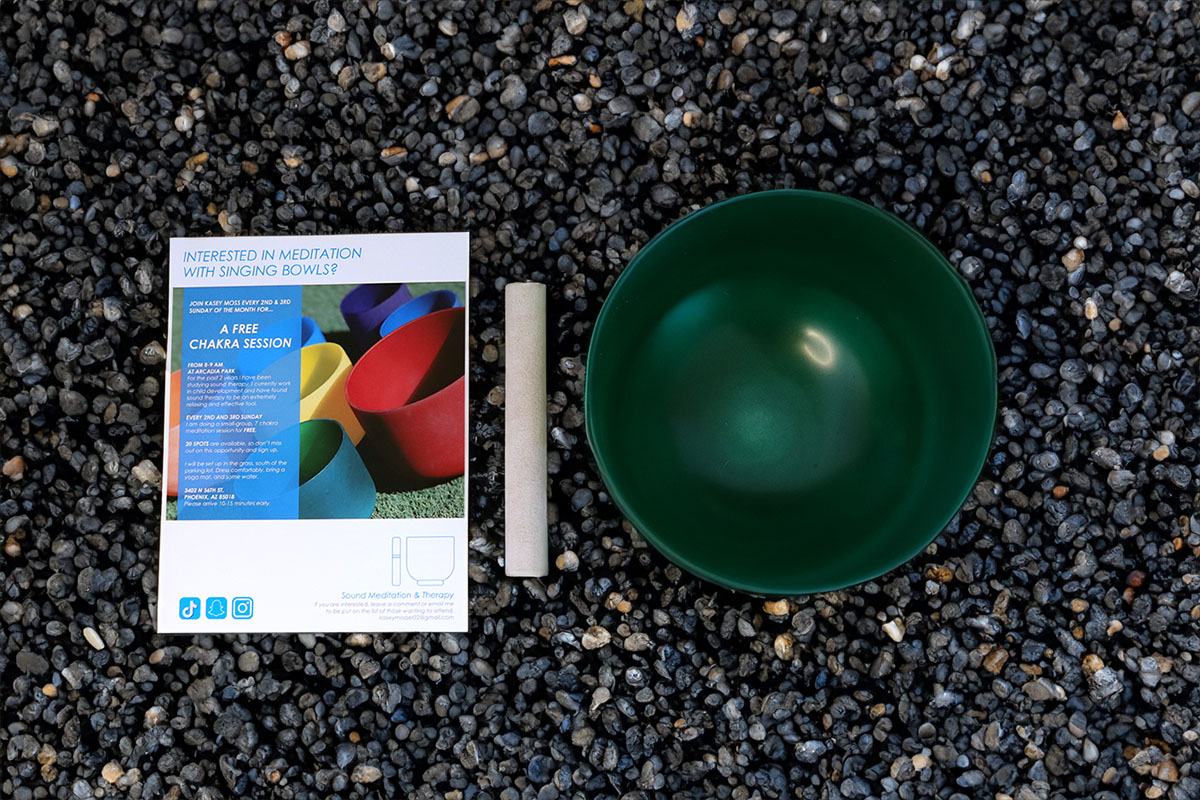 INTERESTED IN MEDITATION
WITH SINGING BOWLS?
JOIN KASEY MOSS EVERY 2ND & 3RD
SUNDAY OF THE MONTH FOR...
A FREE
CHAKRA SESSION
FROM 8-9 AM
AT ARCADIA PARK
For the past 2 years I have been
studying sound therapy. I currently work
in child development and have found
sound therapy to be an extremely
relaxing and effective tool.
EVERY 2ND AND 3RD SUNDAY
I am doing a small-group, 7 chakra
meditation session for FREE.
20 SPOTS are available, so don't miss
out on this opportunity and sign up.
I will be set up in the grass, south of the
parking lot. Dress comfortably, bring a
yoga mat, and some water.
3402 N 56TH ST,
PHOENIX, AZ 85018
Please arrive 10-15 minutes early.
Sound Meditation & Therapy
If you are interested, leave a comment or email me
to be put on the list of those wanting to attend.